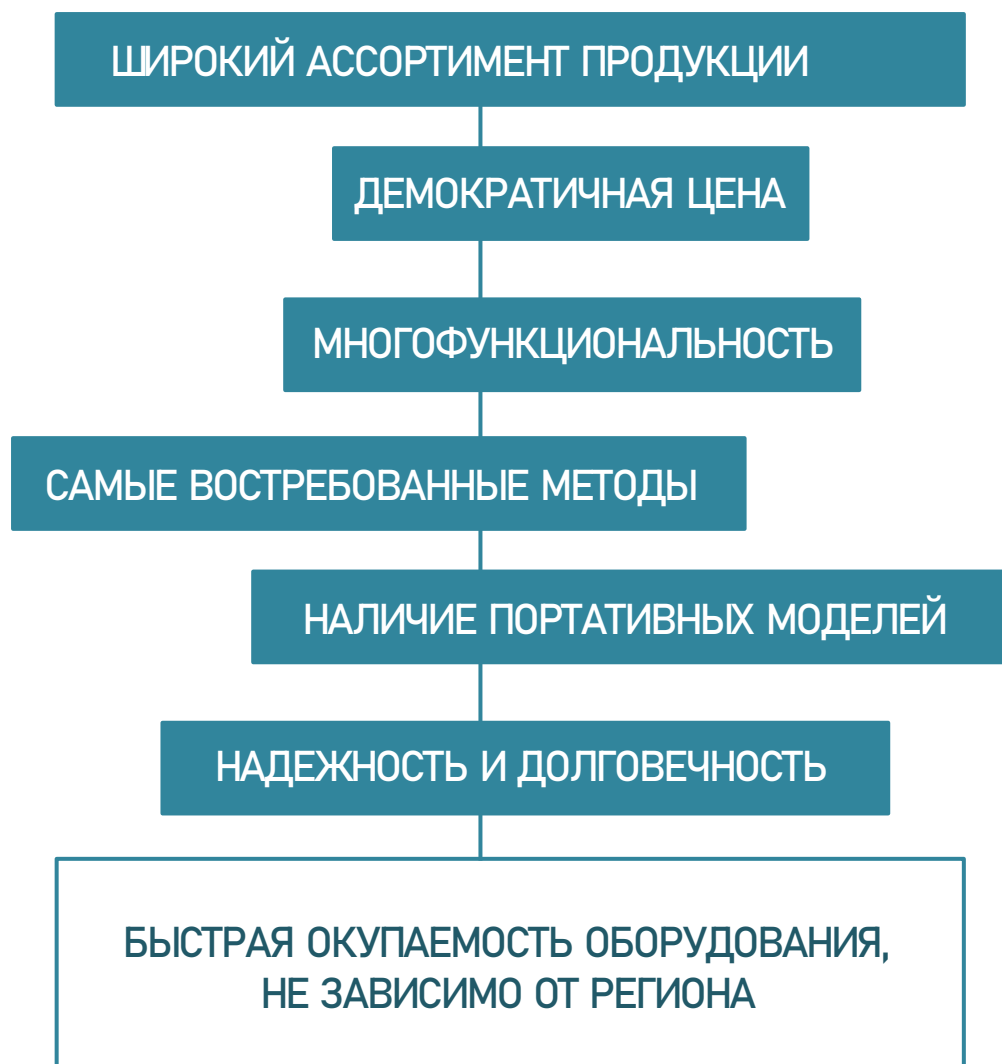 ШИРОКИЙ АССОРТИМЕНТ ПРОДУКЦИИ
ДЕМОКРАТИЧНАЯ ЦЕНА
МНОГОФУНКЦИОНАЛЬНОСТЬ
САМЫЕ ВОСТРЕБОВАННЫЕ МЕТОДЫ
НАЛИЧИЕ ПОРТАТИВНЫХ МОДЕЛЕЙ
НАДЕЖНОСТЬ И ДОЛГОВЕЧНОСТЬ
БЫСТРАЯ ОКУПАЕМОСТЬ ОБОРУДОВАНИЯ,
НЕ ЗАВИСИМО ОТ РЕГИОНА